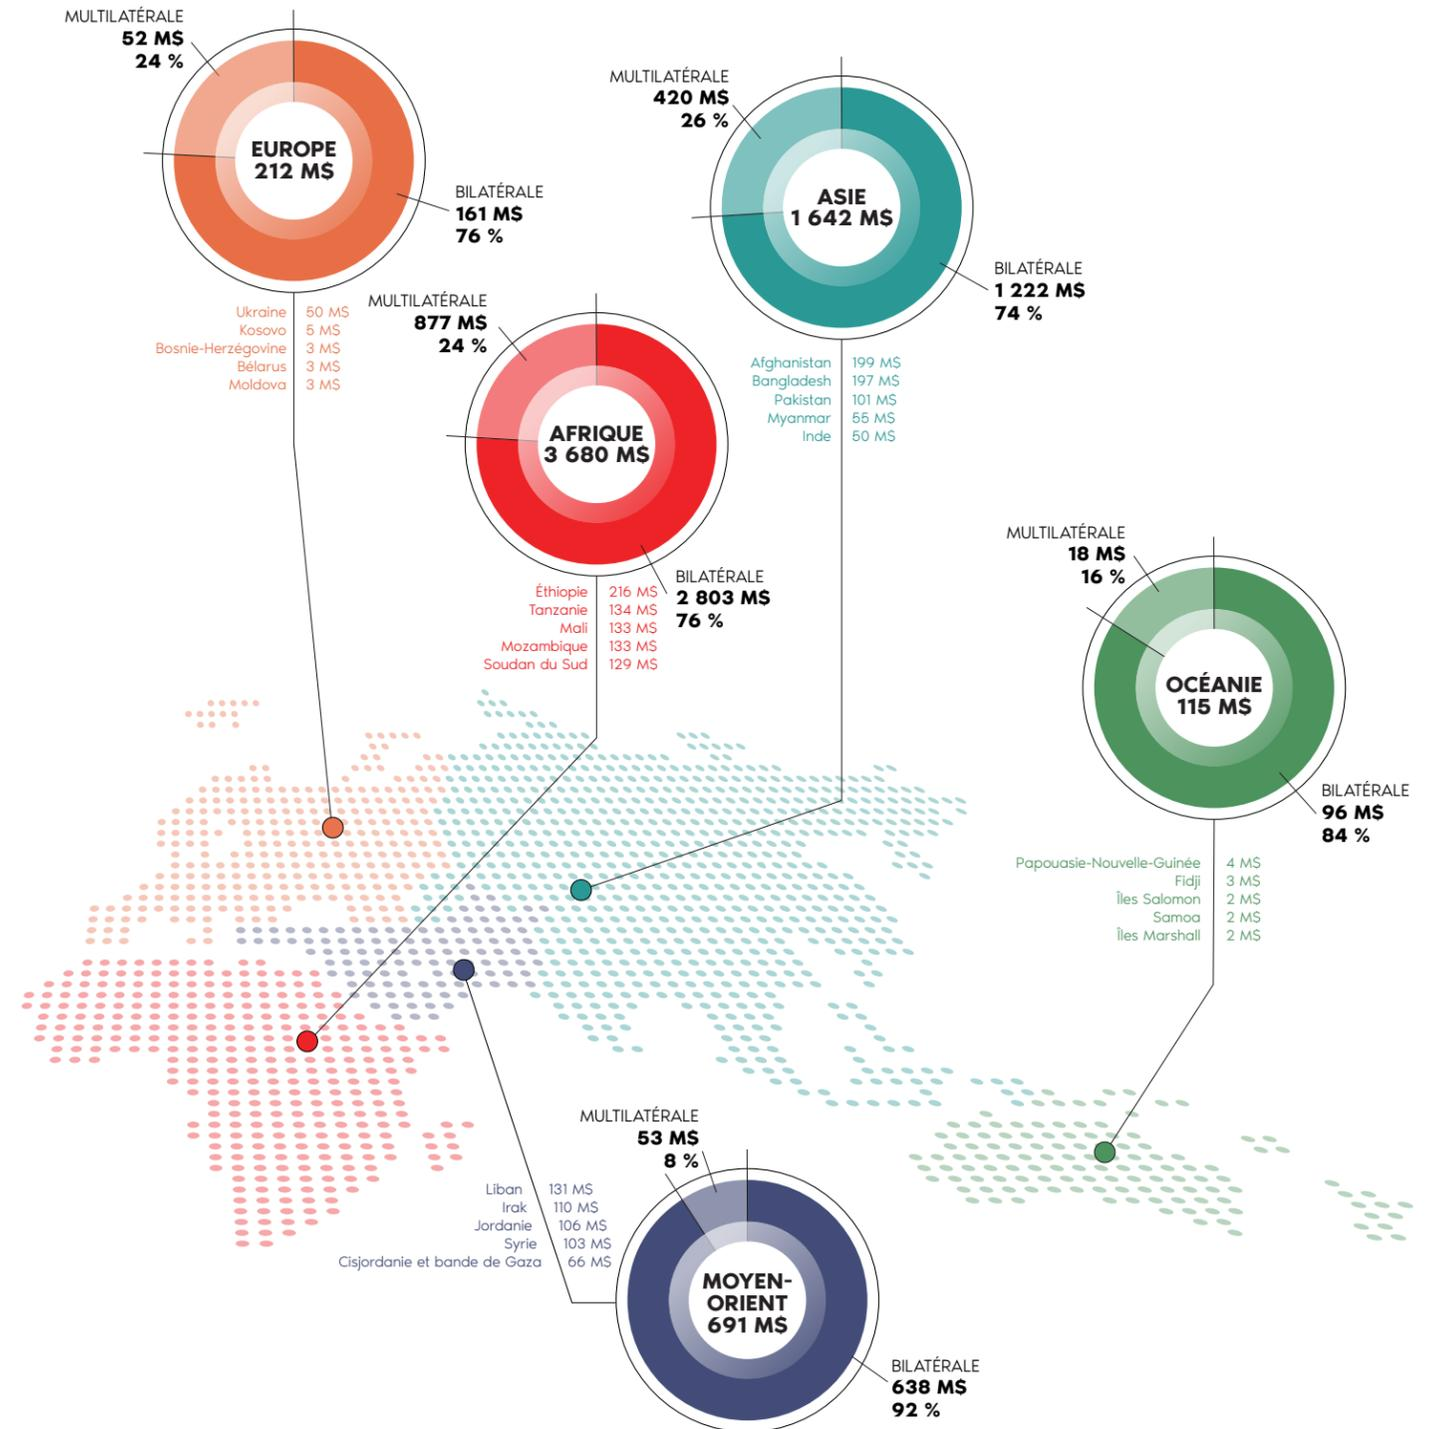 MULTILATÉRALE
52 M$
24 %
EUROPE
212 M$
BILATÉRALE
161 M$
76 %
Ukraine 50 M$
Kosovo 5 M$
Bosnie-Herzégovine 3 M$
Bélarus 3 M$
Moldova 3 M$
MULTILATÉRALE
420 M$
26 %
ASIE
1 642 M$
BILATÉRALE
1 222 M$
74 %
Afghanistan 199 M$
Bangladesh 197 M$
Pakistan 101 M$
Myanmar 55 M$
Inde 50 M$
MULTILATÉRALE
877 M$
24 %
AFRIQUE
3 680 M$
BILATÉRALE
2 803 M$
76 %
Éthiopie 216 M$
Tanzanie 134 M$
Mali 133 M$
Mozambique 133 M$
Soudan du Sud 129 M$
MULTILATÉRALE
18 M$
16 %
OCÉANIE
115 M$
BILATÉRALE
96 M$
84 %
Papouasie-Nouvelle-Guinée 4 M$
Fidji 3 M$
Îles Salomon 2 M$
Samoa 2 M$
Îles Marshall 2 M$
MULTILATÉRALE
53 M$
8 %
Liban 131 M$
Irak 110 M$
Jordanie 106 M$
Syrie 103 M$
Cisjordanie et bande de Gaza 66 M$
MOYEN-
ORIENT
691 M$
BILATÉRALE
638 M$
92 %